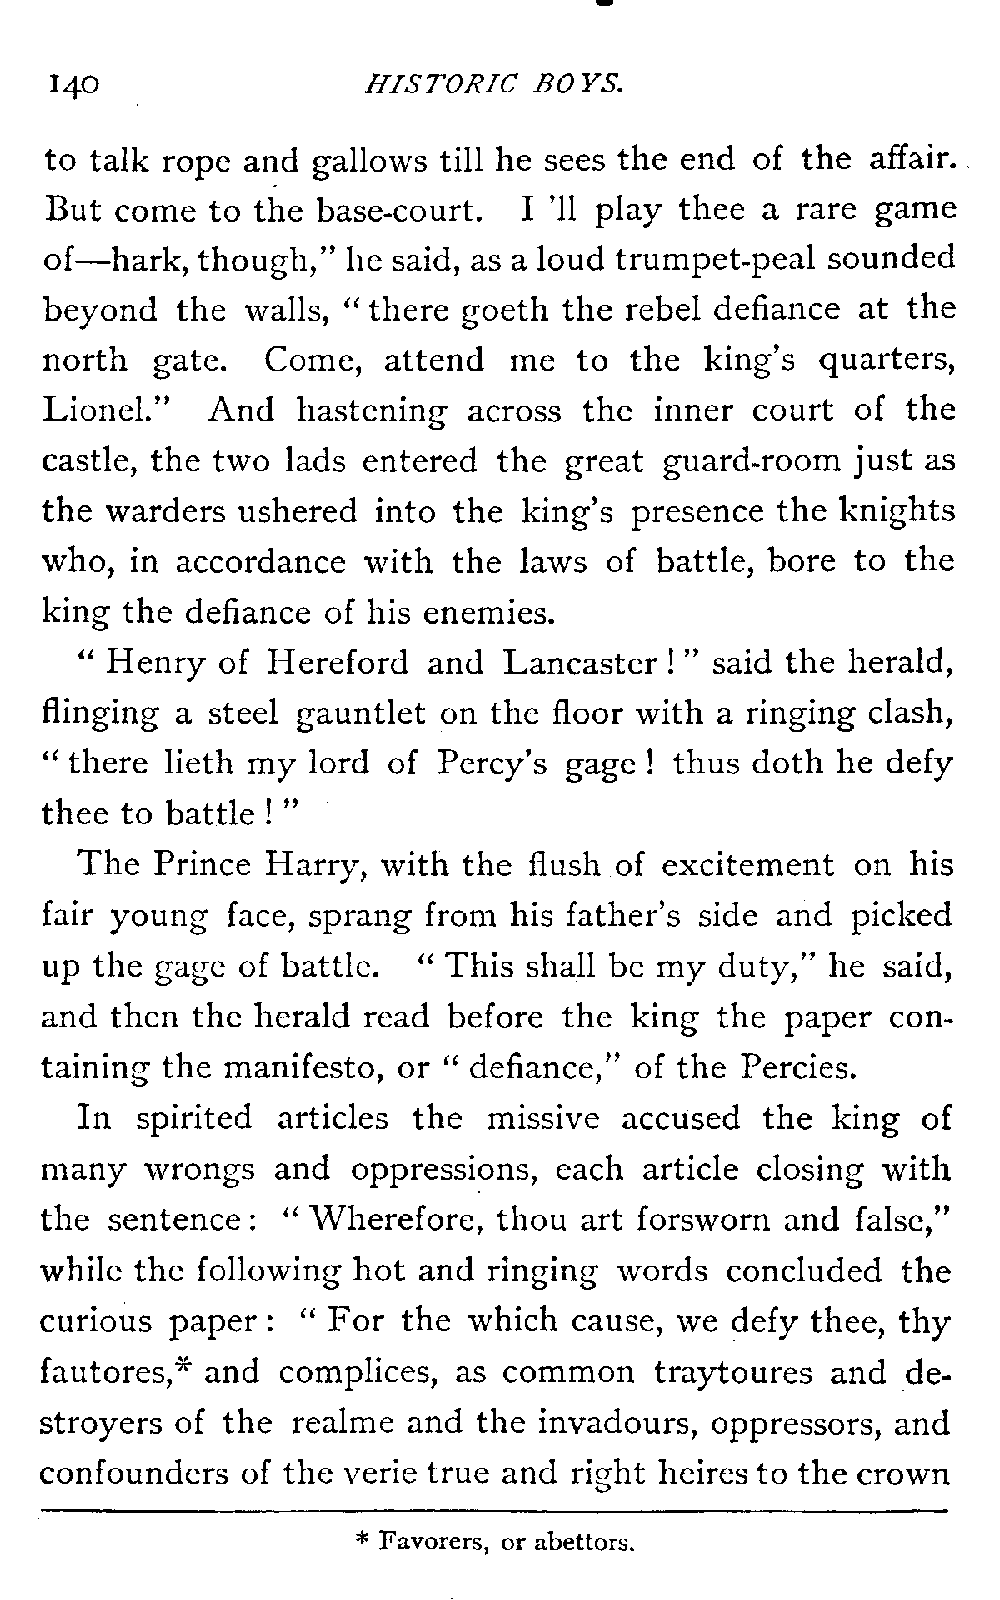 140 HISTORIC BOYS.
to talk rope and gallows till he sees the end of the affair.
But come to the base-court. I 'll play thee a rare game
of—hark, though,” he said, as a loud trumpet-peal sounded
beyond the walls, “ there goeth the rebel defiance at the
north gate. Come, attend me to the king’s quarters,
Lionel.” And hastening across the inner court of the
castle, the two lads entered the great guard-room just as
the warders ushered into the king’s presence the knights
who, in accordance with the laws of battle, bore to the
king the defiance of his enemies.
“ Henry of Hereford and Lancaster ! ” said the herald,
flinging a steel gauntlet on the floor with a ringing clash,
“ there lieth my lord of Percy’s gage ! thus doth he defy
thee to battle ! ”
The Prince Harry, with the flush of excitement on his
fair young face, sprang from his father’s side and picked
up the gage of battle. “ This shall be my duty,” he said,
and then the herald read before the king the paper con-
taining the manifesto, or “ defiance,” of the Percies.
In spirited articles the missive accused the king of
many wrongs and oppressions, each article closing with
the sentence : “ Wherefore, thou art forsworn and false,”
while the following hot and ringing words concluded the
curious paper : “ For the which cause, we defy thee, thy
fautores,* and complices, as common traytoures and de-
stroyers of the realme and the invadours, oppressors, and
confounders of the verie true and right heires to the crown
* Favorers, or abettors.